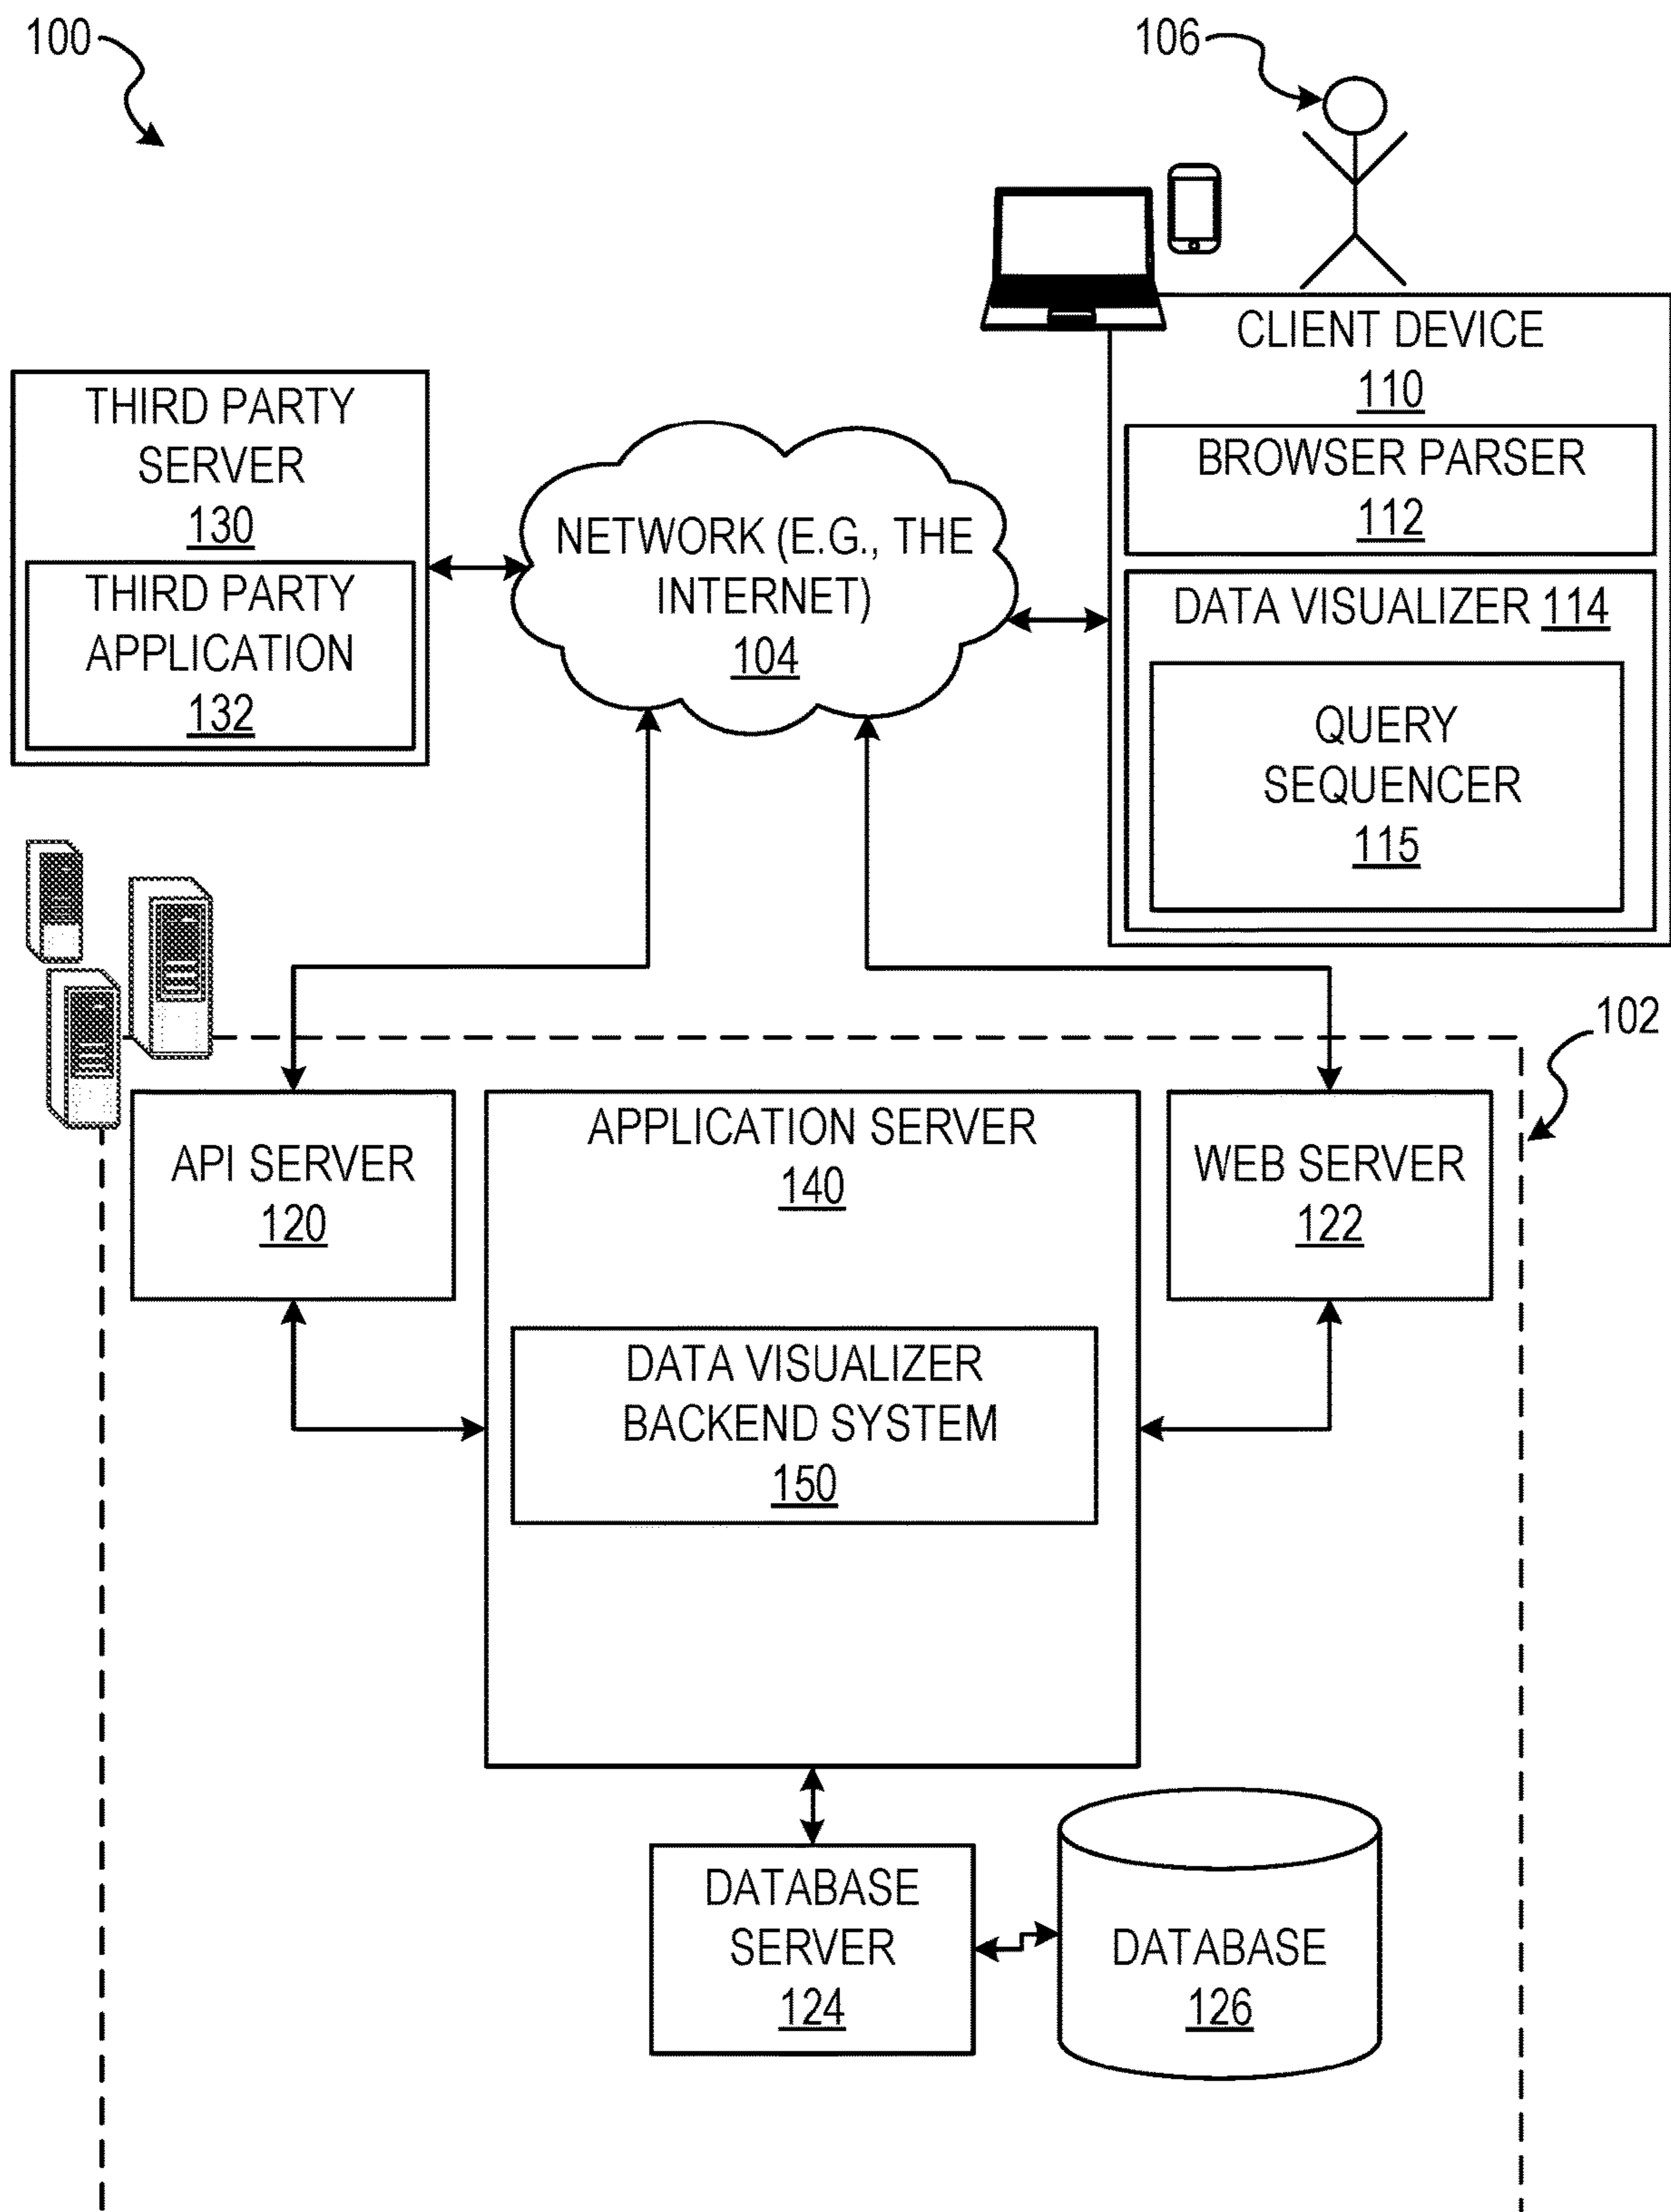 100
106
CLIENT DEVICE
110
BROWSER PARSER
112
DATA VISUALIZER 114
QUERY
SEQUENCER
115
THIRD PARTY
SERVER
130
THIRD PARTY
APPLICATION
132
NETWORK (E.G., THE
INTERNET)
104
102
API SERVER
120
APPLICATION SERVER
140
DATA VISUALIZER
BACKEND SYSTEM
150
WEB SERVER
122
DATABASE
SERVER
124
DATABASE
126